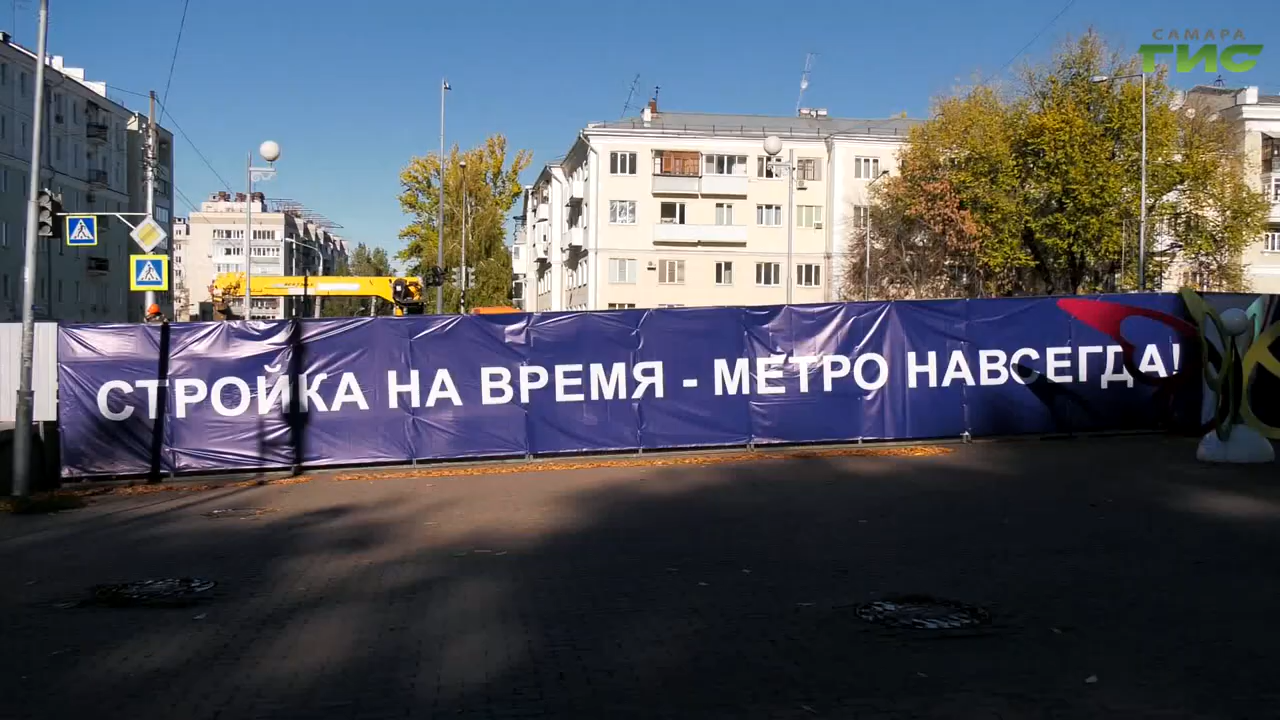 САМАРА
ГИС
СТРОЙКА НА ВРЕМЯ - МЕТРО НАВСЕГДА!